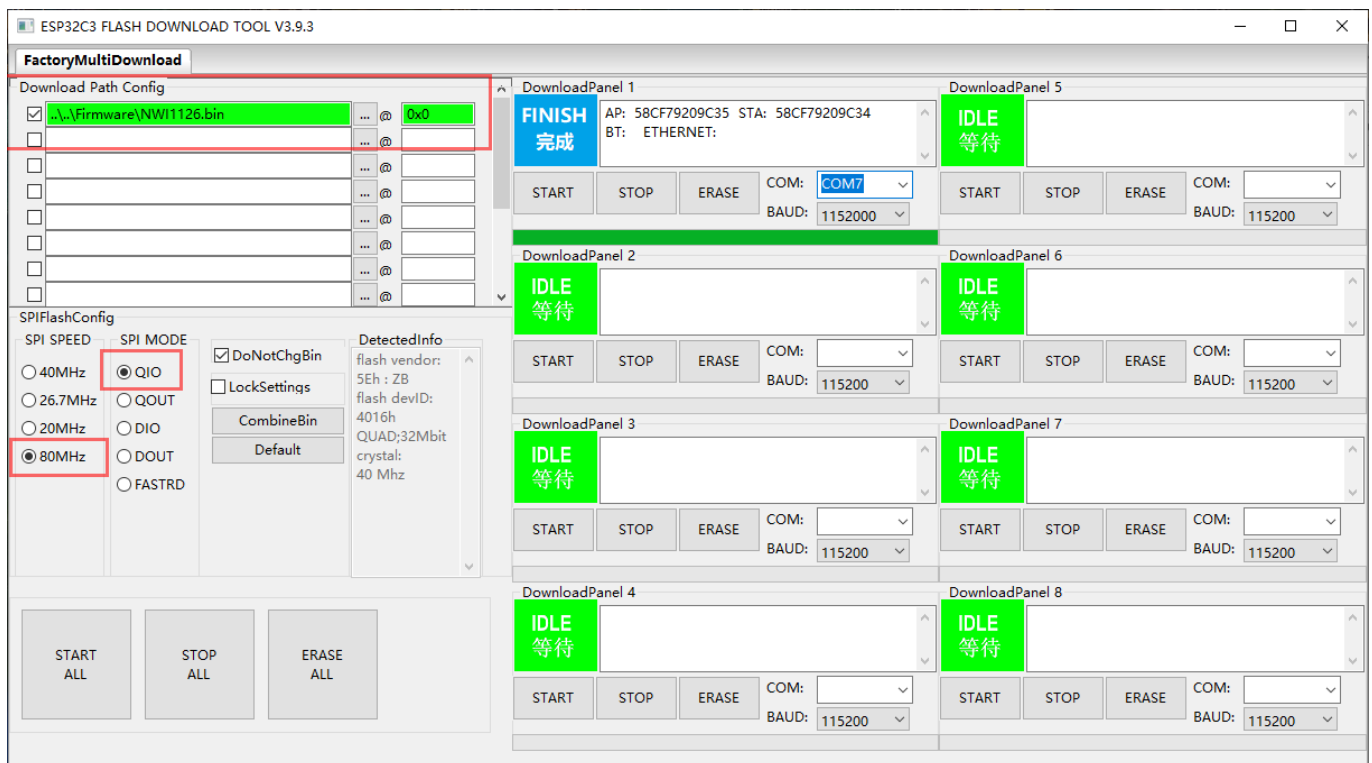 ESP32C3 FLASH DOWNLOAD TOOL V3.9.3
FactoryMultiDownload
Download Path Config
..\..\Firmware\NWI1126.bin ... @ 0x0
... @
... @
... @
... @
... @
... @
... @
SPIFlashConfig
SPI SPEED
40MHz
26.7MHz
20MHz
80MHz
SPI MODE
QIO
QOUT
DIO
DOUT
FASTRD
DoNotChgBin
LockSettings
CombineBin
Default
DetectedInfo
flash vendor:
5Eh : ZB
flash devID:
4016h
QUAD;32Mbit
crystal:
40 Mhz
START
ALL
STOP
ALL
ERASE
ALL
DownloadPanel 1
FINISH
完成
AP: 58CF79209C35 STA: 58CF79209C34
BT: ETHERNET:
START STOP ERASE COM: COM7
BAUD: 1152000
DownloadPanel 2
IDLE
等待
START STOP ERASE COM:
BAUD: 115200
DownloadPanel 3
IDLE
等待
START STOP ERASE COM:
BAUD: 115200
DownloadPanel 4
IDLE
等待
START STOP ERASE COM:
BAUD: 115200
DownloadPanel 5
IDLE
等待
START STOP ERASE COM:
BAUD: 115200
DownloadPanel 6
IDLE
等待
START STOP ERASE COM:
BAUD: 115200
DownloadPanel 7
IDLE
等待
START STOP ERASE COM:
BAUD: 115200
DownloadPanel 8
IDLE
等待
START STOP ERASE COM:
BAUD: 115200